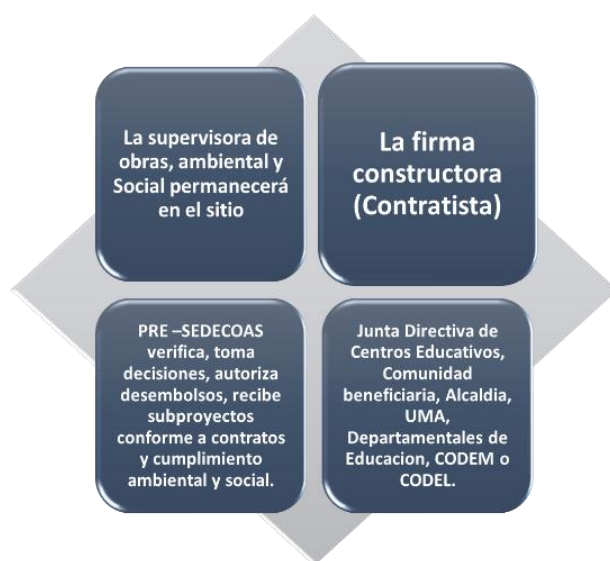 La supervisora de
obras, ambiental y
Social permanecerá
en el sitio
La firma
constructora
(Contratista)
PRE –SEDECOAS
verifica, toma
decisiones, autoriza
desembolsos, recibe
subproyectos
conforme a contratos
y cumplimiento
ambiental y social.
Junta Directiva de
Centros Educativos,
Comunidad
beneficiaria, Alcaldia,
UMA,
Departamentales de
Educacion, CODEM o
CODEL.